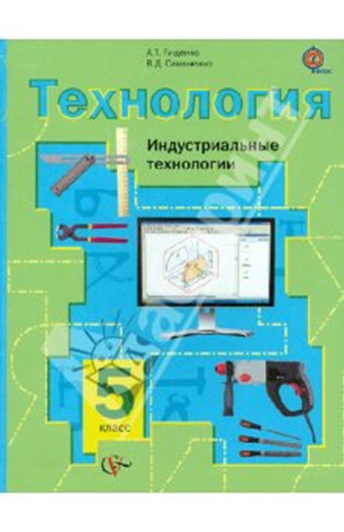 А.Т. Тищенко
В.Д. Симоненко
Технология
Индустриальные
технологии
5
класс